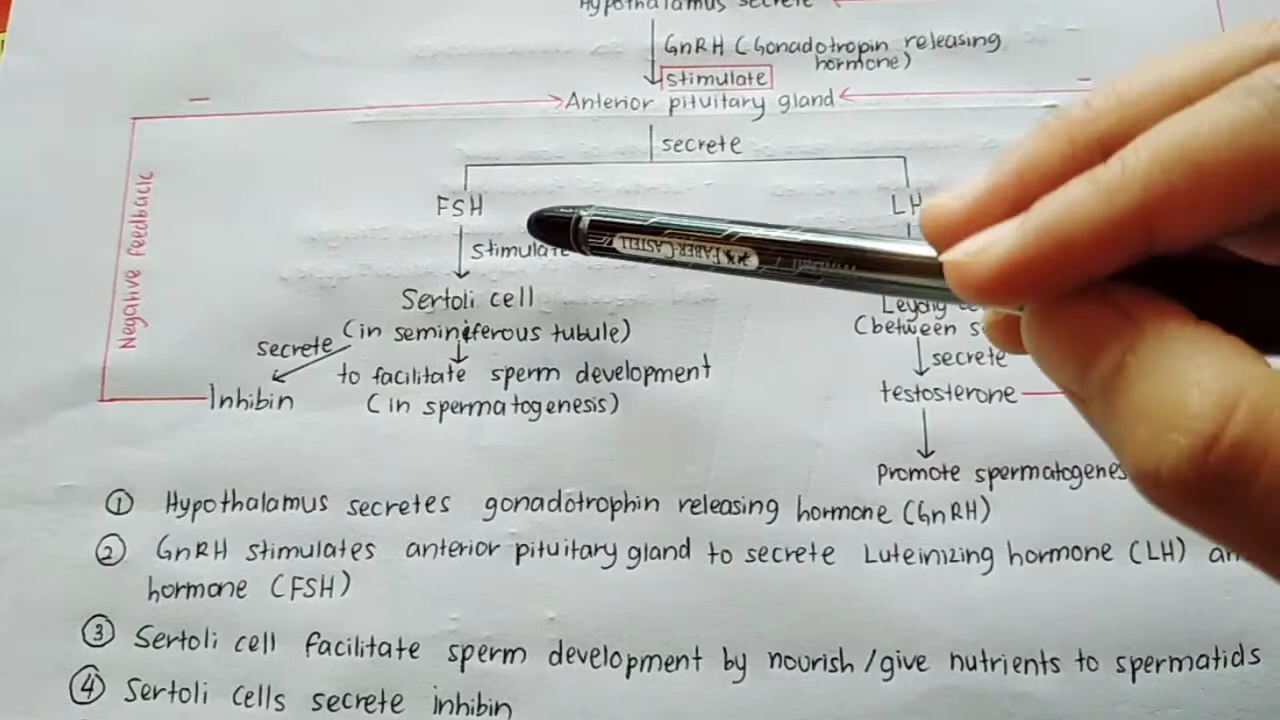 Hypothalamus secrete
GnRH (Gonadotropin releasing
hormone)
stimulate
Anterior pituitary gland
secrete
Negative feedback
FSH
LH
FABER-CASTELL
Stimulate
Sertoli cell
(in seminiferous tubule)
secrete
to facilitate sperm development
(in spermatogenesis)
Inhibin
Leydig
(between
secrete
testosterone
Promote
① Hypothalamus secretes gonadotrophin releasing hormone (GnRH)
② GnRH stimulates anterior pituitary gland to secrete Luteinizing hormone (LH)
hormone (FSH)
③ Sertoli cell facilitate sperm development by nourish/give nutrients to spermatids
④ Sertoli cells secrete inhibin